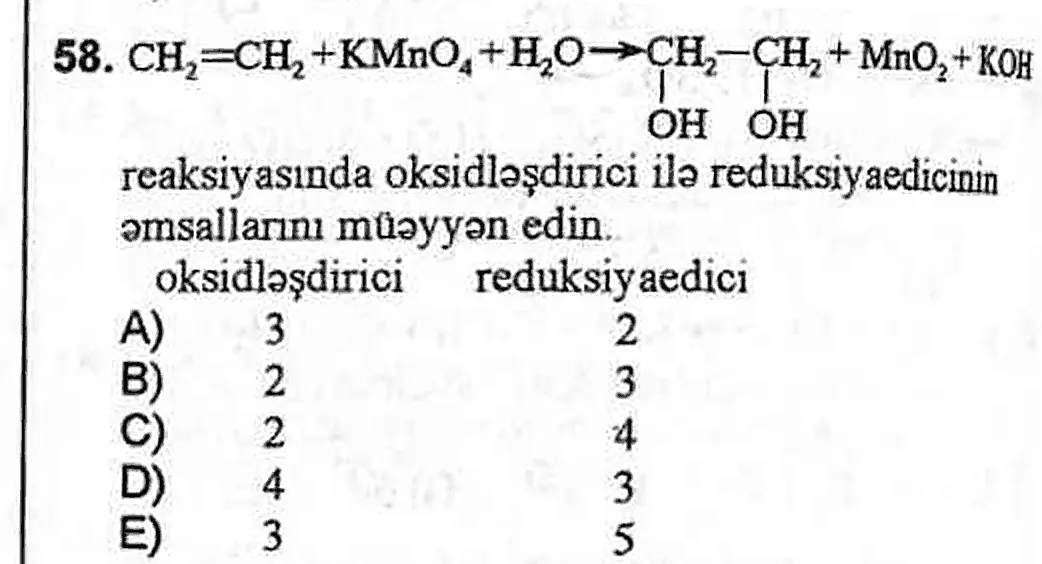 58. CH₂=CH₂+KMnO₄+H₂O→CH₂—CH₂+MnO₂+KOH
OH OH
reaksiyasında oksidləşdirici ilə reduksiyaedicinin
əmsallarını müəyyən edin.
oksidləşdirici reduksiyaedici
A) 3 2
B) 2 3
C) 2 4
D) 4 3
E) 3 5